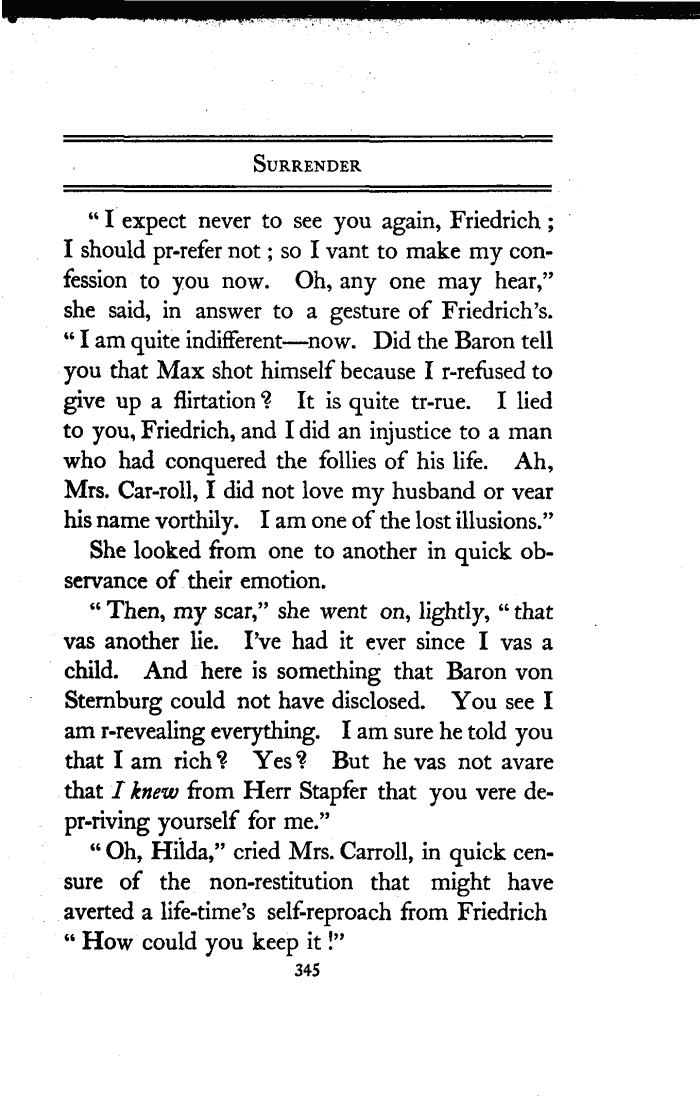 SURRENDER
“ I expect never to see you again, Friedrich ;
I should pr-refer not ; so I vant to make my con-
fession to you now. Oh, any one may hear,”
she said, in answer to a gesture of Friedrich’s.
“ I am quite indifferent—now. Did the Baron tell
you that Max shot himself because I r-refused to
give up a flirtation ? It is quite tr-rue. I lied
to you, Friedrich, and I did an injustice to a man
who had conquered the follies of his life. Ah,
Mrs. Car-roll, I did not love my husband or vear
his name vorthily. I am one of the lost illusions.”
She looked from one to another in quick ob-
servance of their emotion.
“ Then, my scar,” she went on, lightly, “ that
vas another lie. I’ve had it ever since I vas a
child. And here is something that Baron von
Sternburg could not have disclosed. You see I
am r-revealing everything. I am sure he told you
that I am rich ? Yes ? But he vas not avare
that I knew from Herr Stapfer that you vere de-
pr-riving yourself for me.”
“ Oh, Hilda,” cried Mrs. Carroll, in quick cen-
sure of the non-restitution that might have
averted a life-time’s self-reproach from Friedrich
“ How could you keep it !”
345